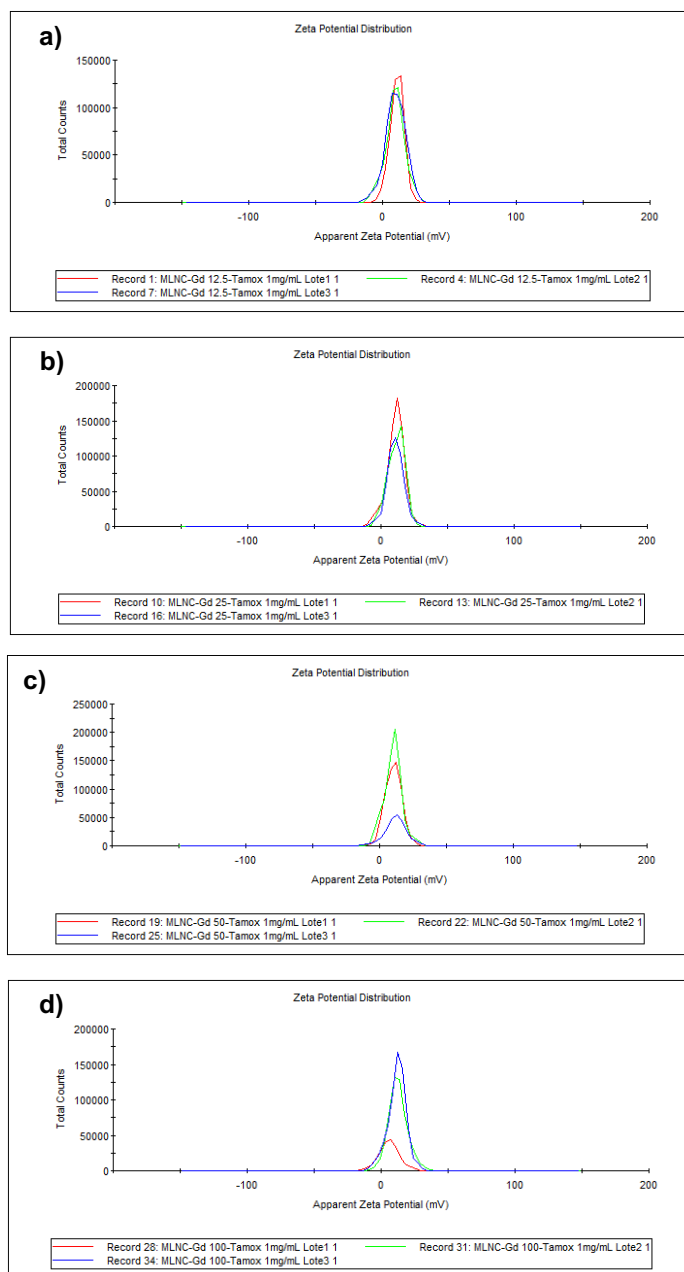 a)
Zeta Potential Distribution
150000
100000
50000
0
Total Counts
-100 0 100 200
Apparent Zeta Potential (mV)
Record 1: MLNC-Gd 12.5-Tamox 1mg/mL Lote1 1 Record 4: MLNC-Gd 12.5-Tamox 1mg/mL Lote2 1
Record 7: MLNC-Gd 12.5-Tamox 1mg/mL Lote3 1
b)
Zeta Potential Distribution
200000
150000
100000
50000
0
Total Counts
-100 0 100 200
Apparent Zeta Potential (mV)
Record 10: MLNC-Gd 25-Tamox 1mg/mL Lote1 1 Record 13: MLNC-Gd 25-Tamox 1mg/mL Lote2 1
Record 16: MLNC-Gd 25-Tamox 1mg/mL Lote3 1
c)
Zeta Potential Distribution
250000
200000
150000
100000
50000
0
Total Counts
-100 0 100 200
Apparent Zeta Potential (mV)
Record 19: MLNC-Gd 50-Tamox 1mg/mL Lote1 1 Record 22: MLNC-Gd 50-Tamox 1mg/mL Lote2 1
Record 25: MLNC-Gd 50-Tamox 1mg/mL Lote3 1
d)
Zeta Potential Distribution
200000
150000
100000
50000
0
Total Counts
-100 0 100 200
Apparent Zeta Potential (mV)
Record 28: MLNC-Gd 100-Tamox 1mg/mL Lote1 1 Record 31: MLNC-Gd 100-Tamox 1mg/mL Lote2 1
Record 34: MLNC-Gd 100-Tamox 1mg/mL Lote3 1